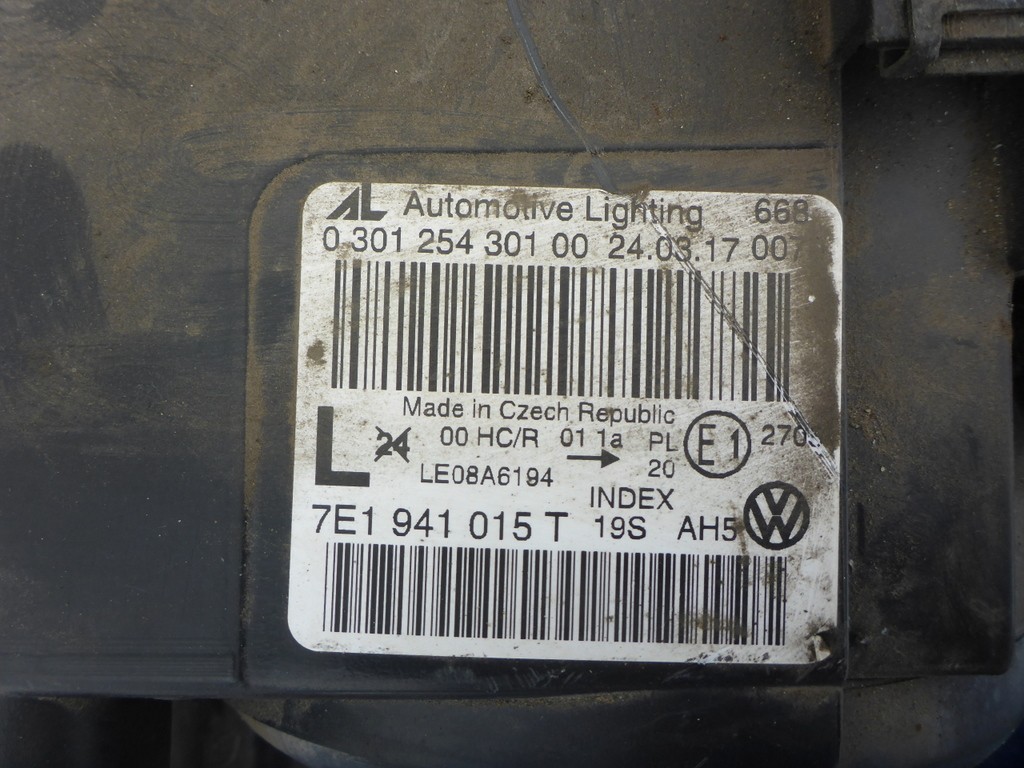 AL Automotive Lighting 668
0 301 254 301 00 24.03.17 007
Made in Czech Republic
L 24 00 HC/R 01 1a PL E1 270
→ 20
LE08A6194
INDEX
7E1 941 015 T 19S AH5 VW